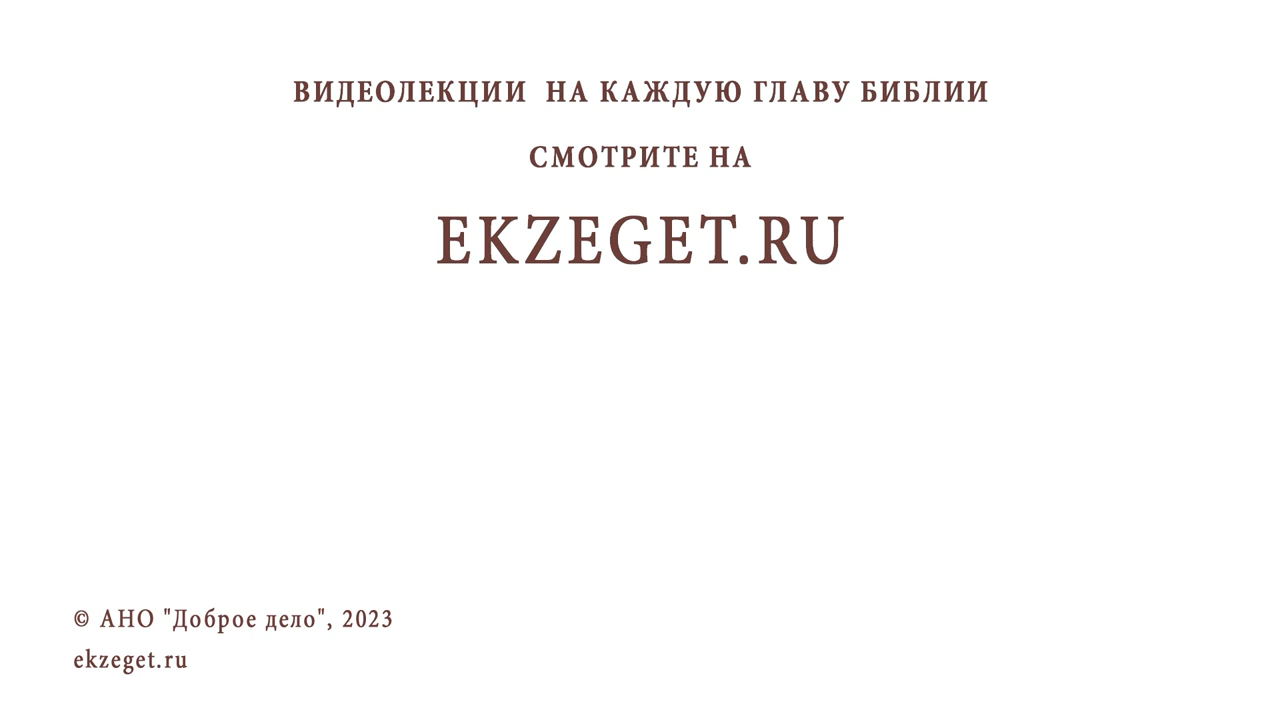 ВИДЕОЛЕКЦИИ НА КАЖДУЮ ГЛАВУ БИБЛИИ
СМОТРИТЕ НА
EKZEGET.RU
© АНО "Доброе дело", 2023
ekzeget.ru